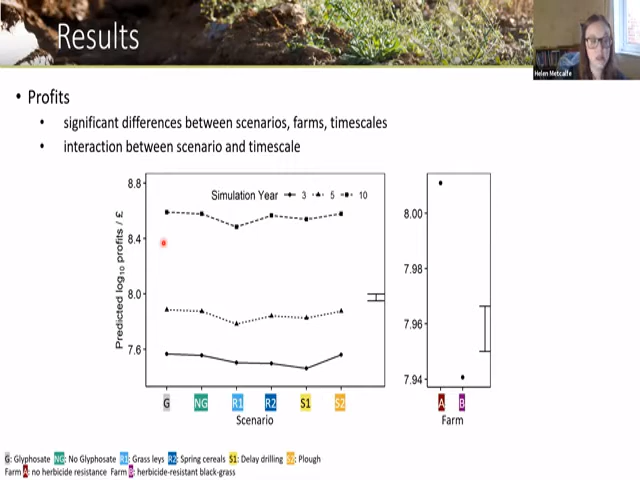 Results
Helen Metcalfe
• Profits
• significant differences between scenarios, farms, timescales
• interaction between scenario and timescale
Simulation Year 3 5 10
Predicted log10 profits / £
8.8
8.4
8.0
7.6
G NG R1 R2 S1 S2
Scenario
8.00
7.98
7.96
7.94
A B
Farm
G: Glyphosate NG: No Glyphosate R1: Grass leys R2: Spring cereals S1: Delay drilling S2: Plough
Farm A: no herbicide resistance Farm B: herbicide-resistant black-grass